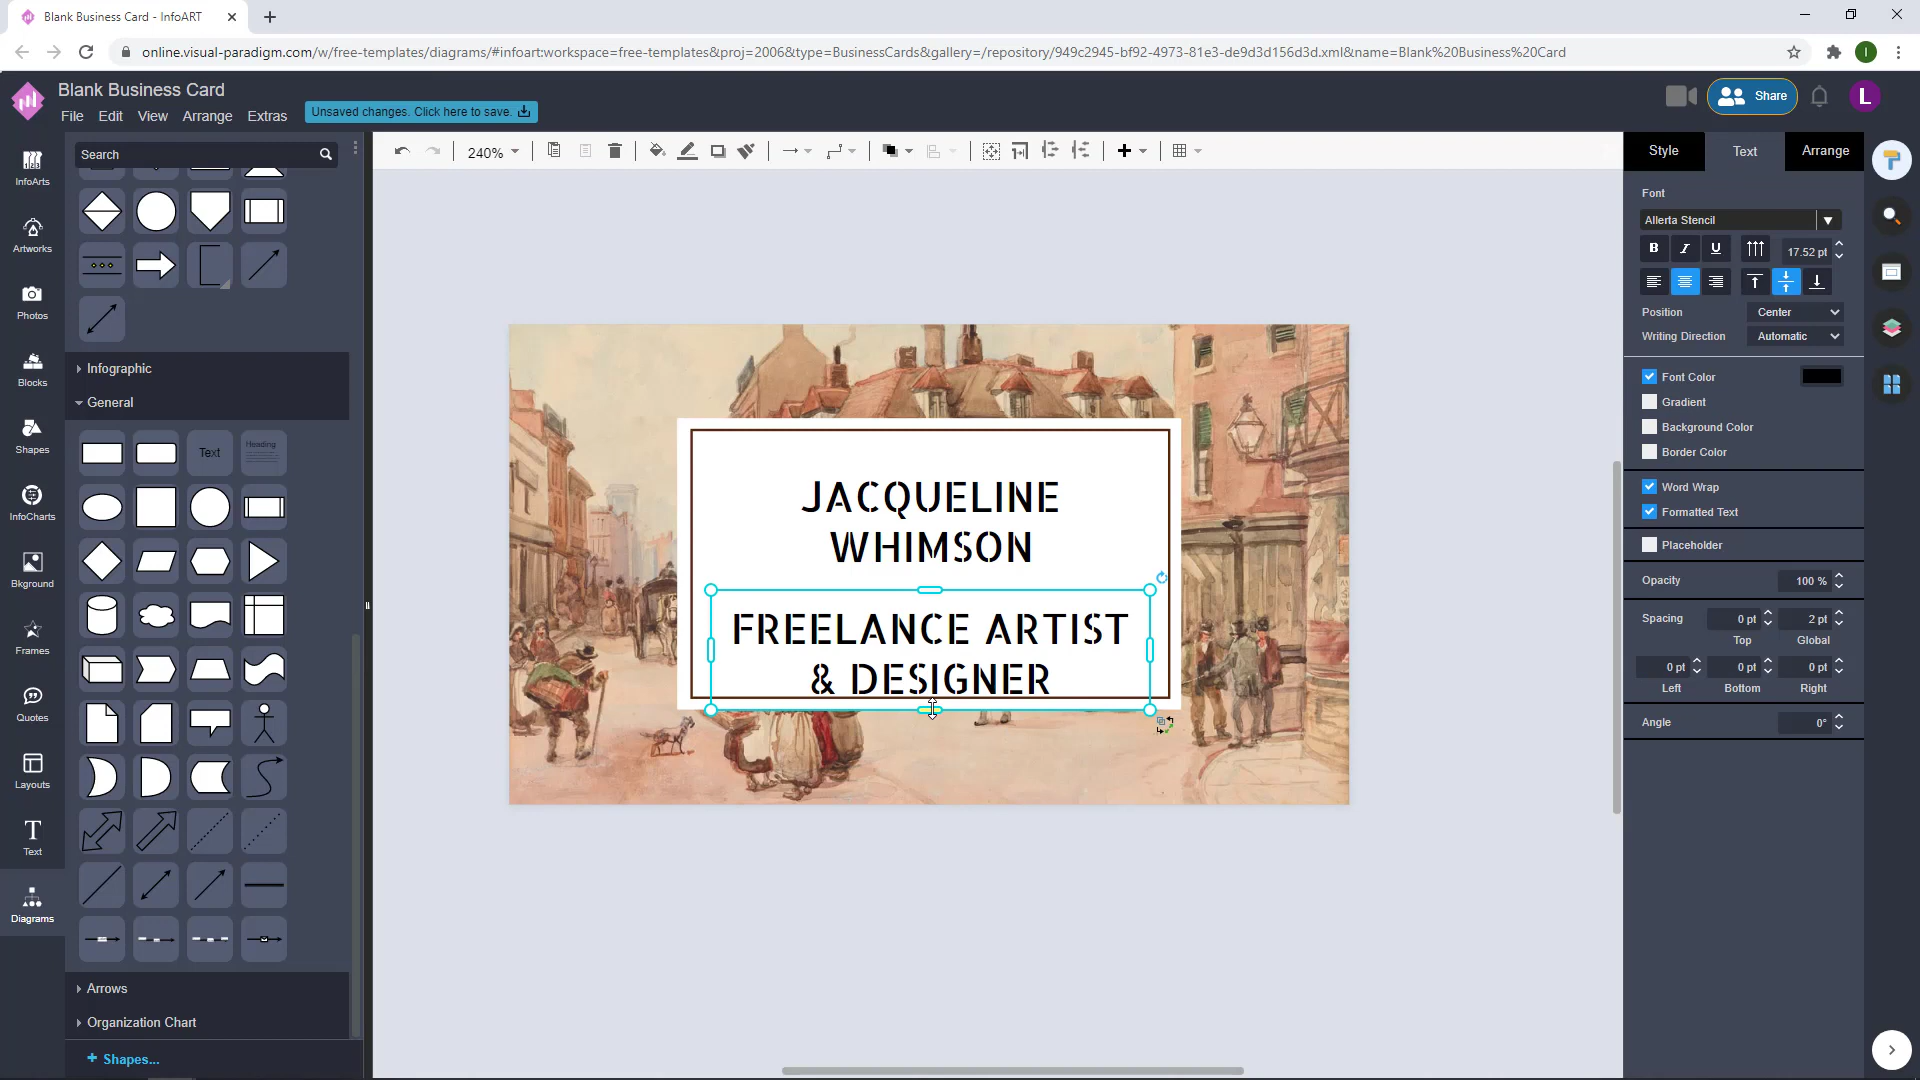 Blank Business Card - InfoART
online.visual-paradigm.com/w/free-templates/diagrams/#infoart:workspace=free-templates&proj=2006&type=BusinessCards&gallery=/repository/949c2945-bf92-4973-81e3-de9d3d156d3d.xml&name=Blank%20Business%20Card
I
Blank Business Card
File Edit View Arrange Extras
Unsaved changes. Click here to save.
Share
L
Search
240%
Style
Text
Arrange
InfoArts
Artworks
Photos
Blocks
Shapes
InfoCharts
Bkground
Frames
Quotes
Layouts
Text
Diagrams
Infographic
General
Text
Heading
Arrows
Organization Chart
+ Shapes...
JACQUELINE
WHIMSON
FREELANCE ARTIST
& DESIGNER
Font
Allerta Stencil
B I U
17.52 pt
Position Center
Writing Direction Automatic
Font Color
Gradient
Background Color
Border Color
Word Wrap
Formatted Text
Placeholder
Opacity 100 %
Spacing 0 pt 2 pt
Top Global
0 pt 0 pt 0 pt
Left Bottom Right
Angle 0°